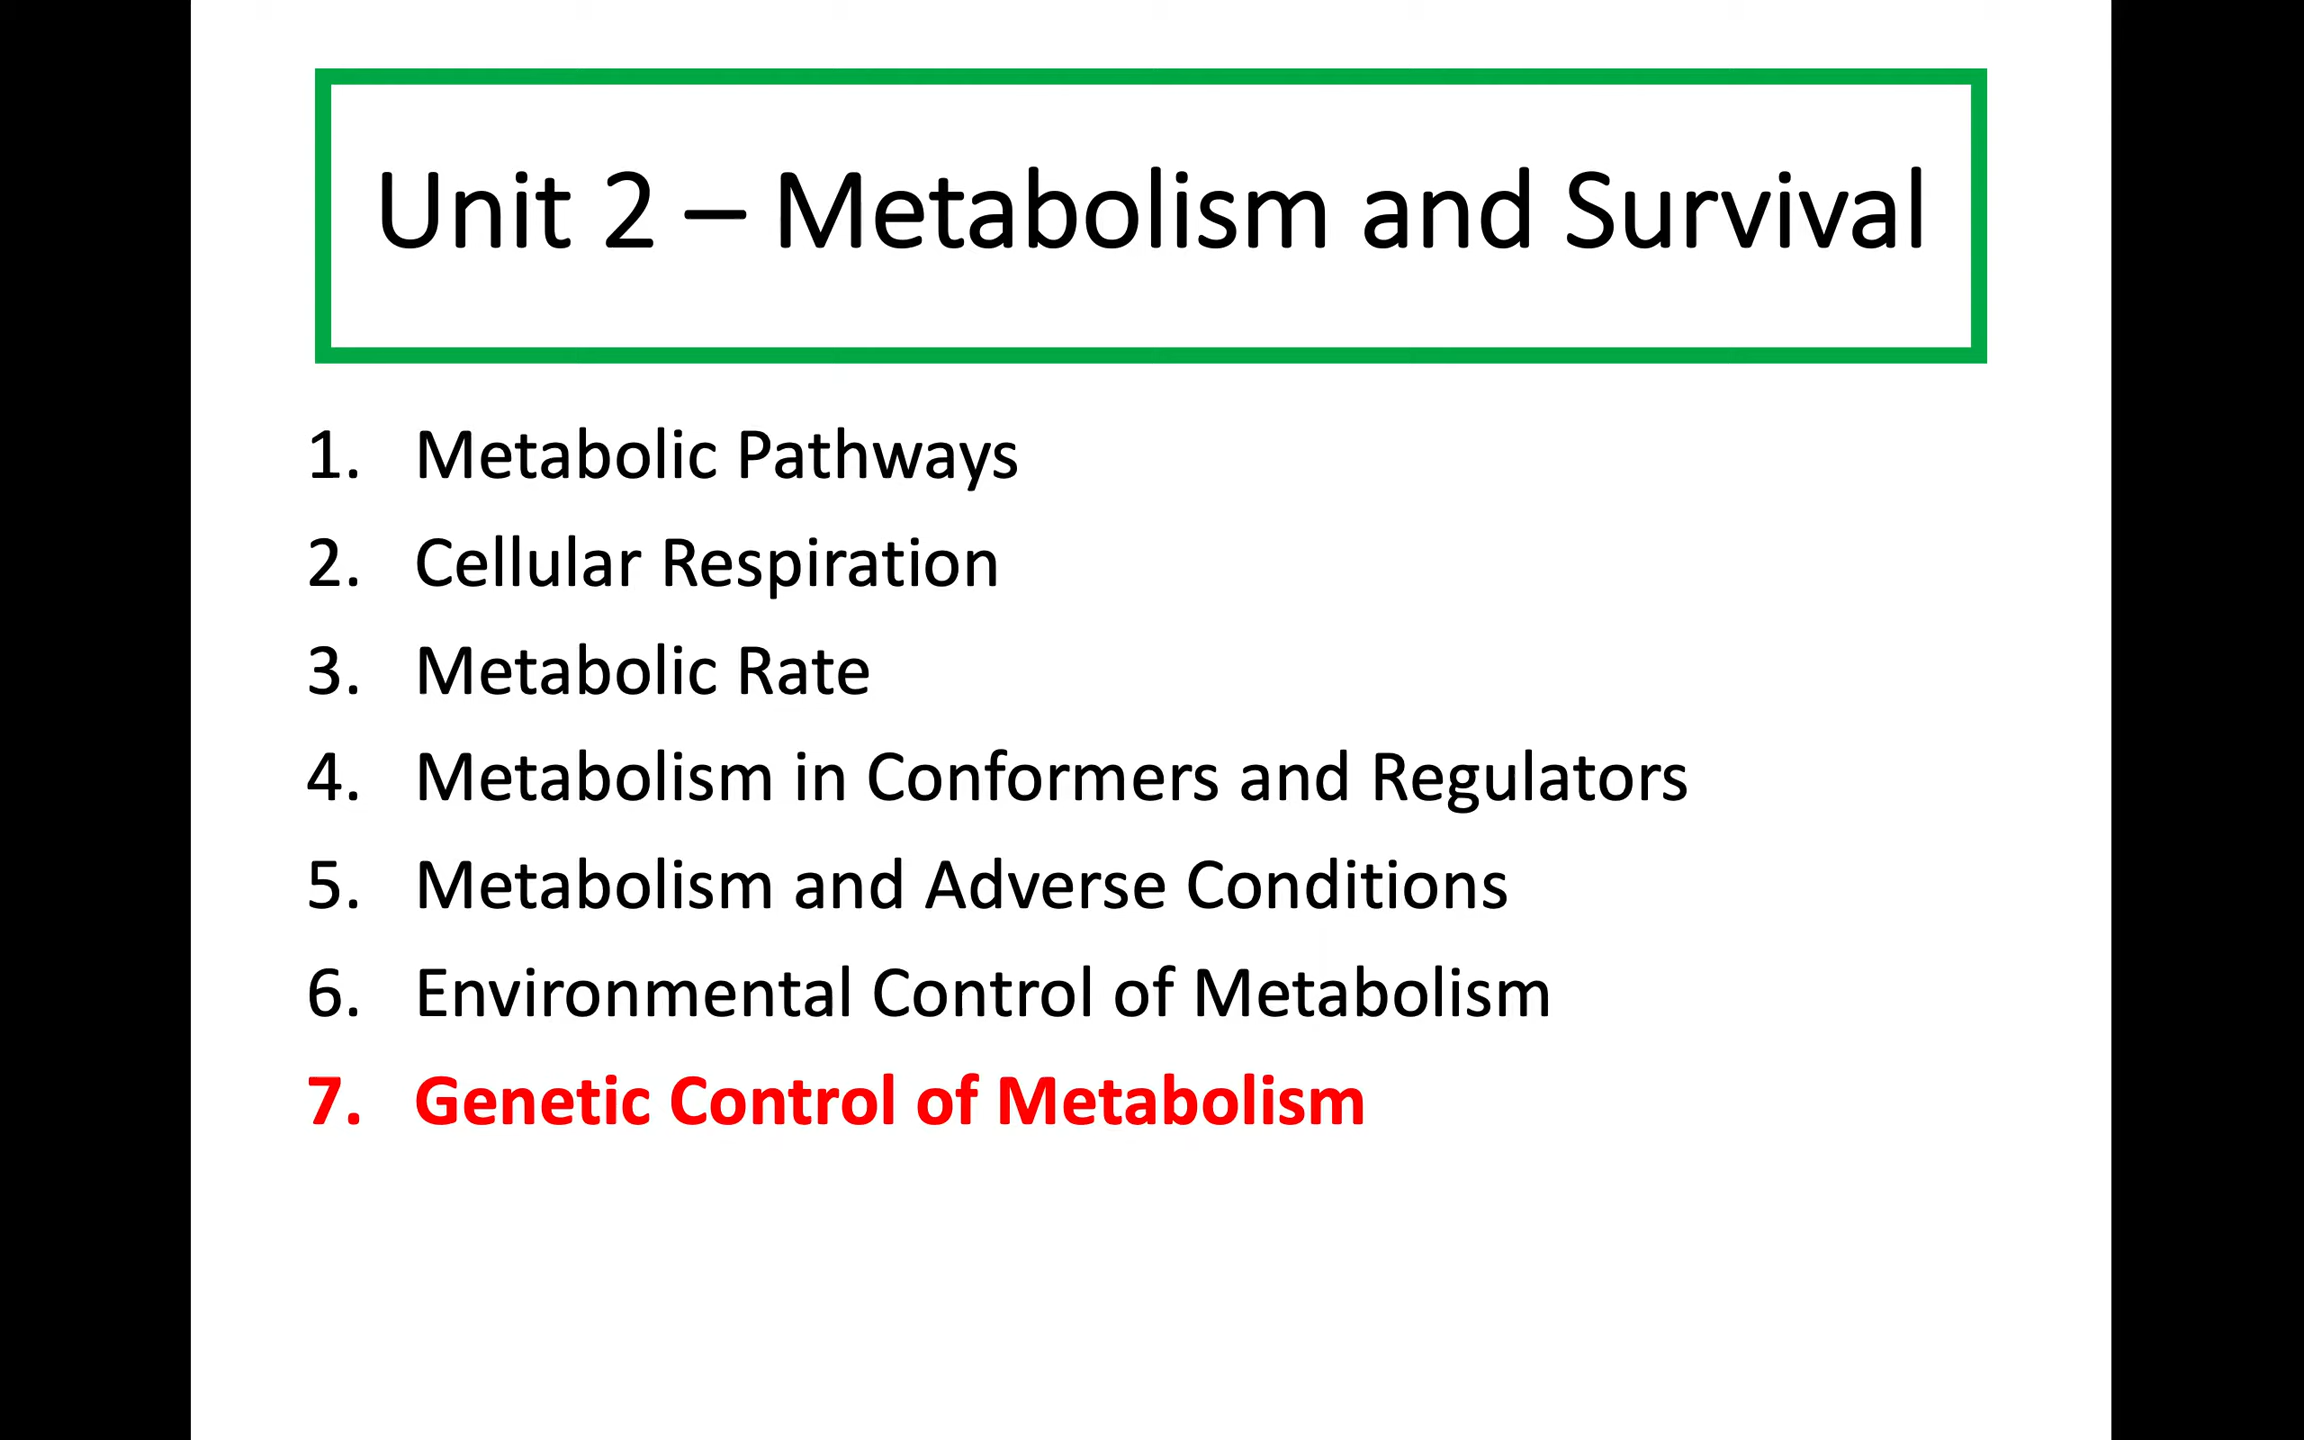 Unit 2 – Metabolism and Survival
1. Metabolic Pathways
2. Cellular Respiration
3. Metabolic Rate
4. Metabolism in Conformers and Regulators
5. Metabolism and Adverse Conditions
6. Environmental Control of Metabolism
7. Genetic Control of Metabolism